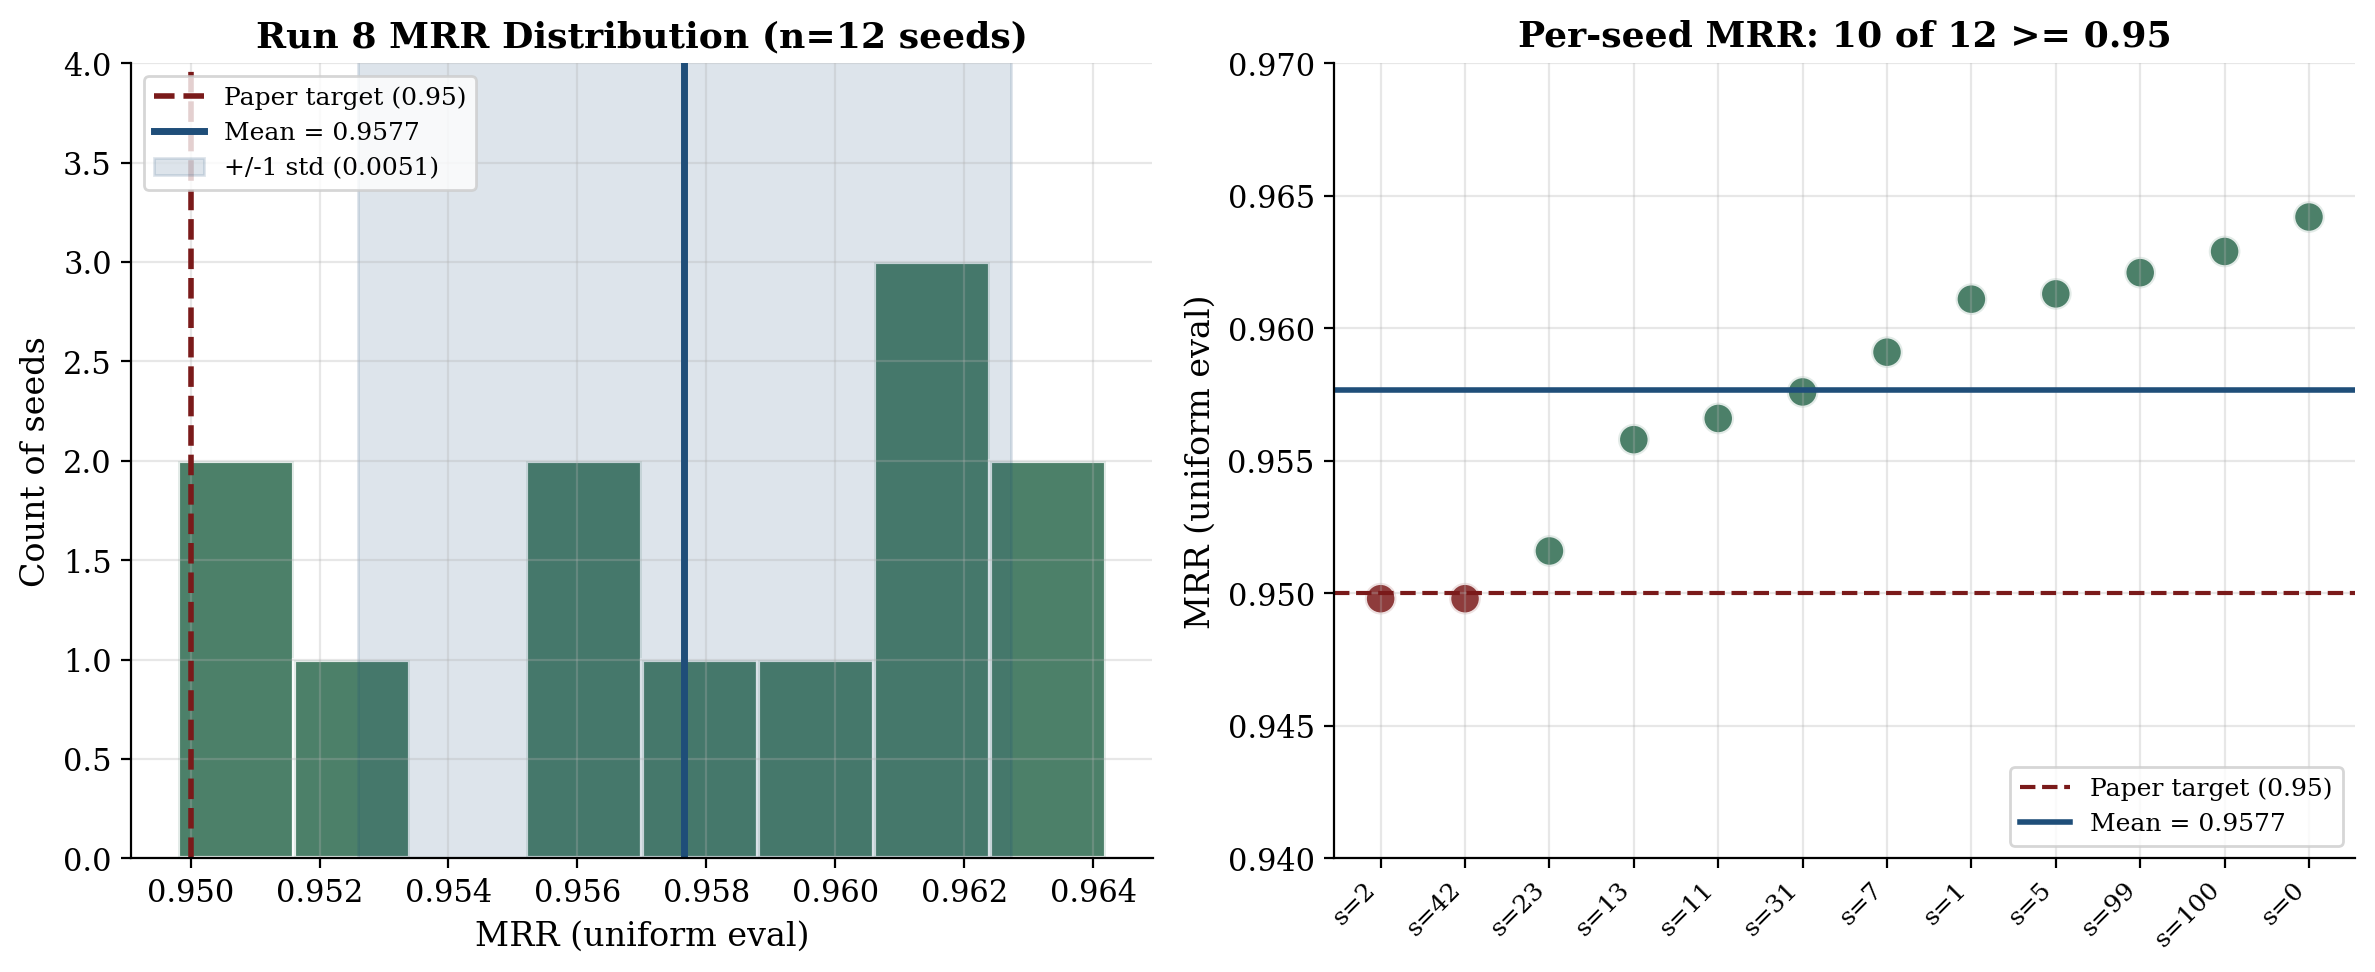 Run 8 MRR Distribution (n=12 seeds)
4.0
3.5
3.0
2.5
2.0
1.5
1.0
0.5
0.0
Count of seeds
Paper target (0.95)
Mean = 0.9577
+/-1 std (0.0051)
0.950 0.952 0.954 0.956 0.958 0.960 0.962 0.964
MRR (uniform eval)
Per-seed MRR: 10 of 12 >= 0.95
0.970
0.965
0.960
0.955
0.950
0.945
0.940
MRR (uniform eval)
Paper target (0.95)
Mean = 0.9577
s=2 s=42 s=23 s=13 s=11 s=31 s=7 s=1 s=5 s=99 s=100 s=0